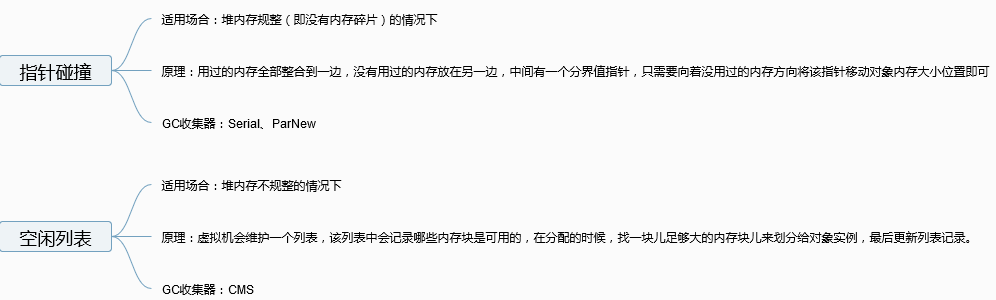 适用场合：堆内存规整（即没有内存碎片）的情况下
指针碰撞
原理：用过的内存全部整合到一边，没有用过的内存放在另一边，中间有一个分界值指针，只需要向着没用过的内存方向将该指针移动对象内存大小位置即可
GC收集器：Serial、ParNew
适用场合：堆内存不规整的情况下
空闲列表
原理：虚拟机会维护一个列表，该列表中会记录哪些内存块是可用的，在分配的时候，找一块儿足够大的内存块儿来划分给对象实例，最后更新列表记录。
GC收集器：CMS